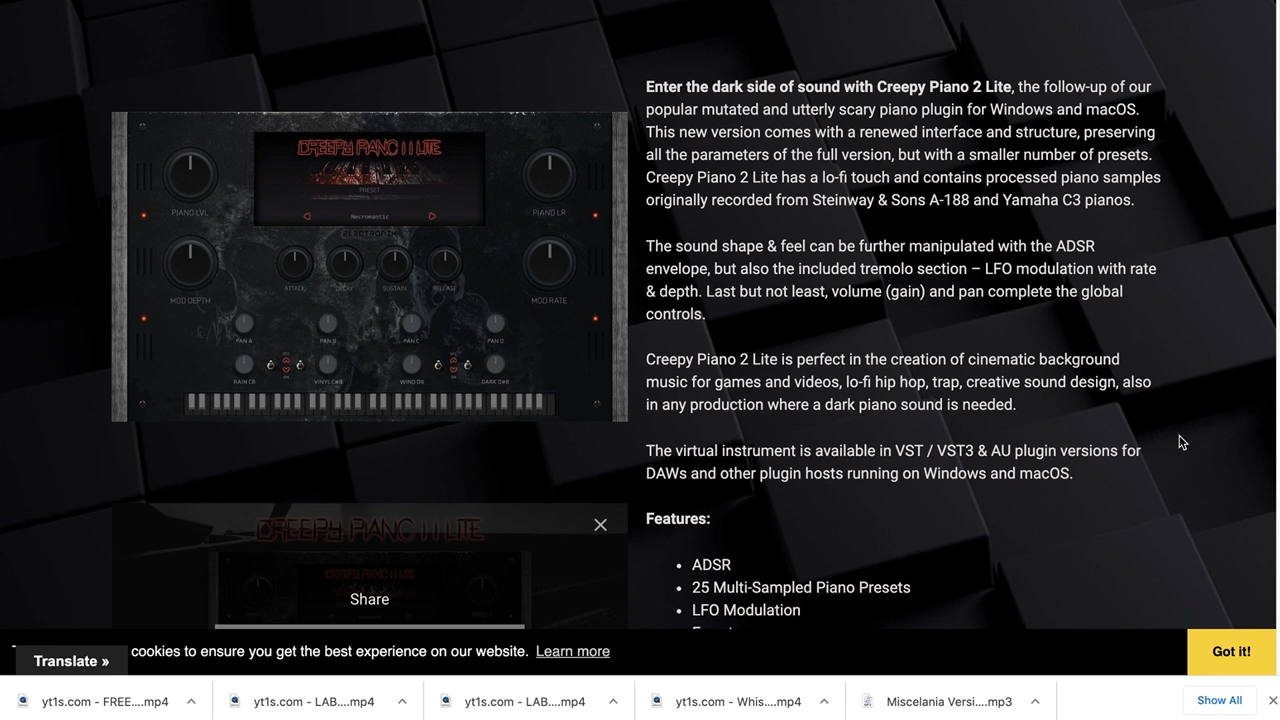 Enter the dark side of sound with Creepy Piano 2 Lite, the follow-up of our
popular mutated and utterly scary piano plugin for Windows and macOS.
This new version comes with a renewed interface and structure, preserving
all the parameters of the full version, but with a smaller number of presets.
Creepy Piano 2 Lite has a lo-fi touch and contains processed piano samples
originally recorded from Steinway & Sons A-188 and Yamaha C3 pianos.
The sound shape & feel can be further manipulated with the ADSR
envelope, but also the included tremolo section – LFO modulation with rate
& depth. Last but not least, volume (gain) and pan complete the global
controls.
Creepy Piano 2 Lite is perfect in the creation of cinematic background
music for games and videos, lo-fi hip hop, trap, creative sound design, also
in any production where a dark piano sound is needed.
The virtual instrument is available in VST / VST3 & AU plugin versions for
DAWs and other plugin hosts running on Windows and macOS.
Features:
• ADSR
• 25 Multi-Sampled Piano Presets
• LFO Modulation
CREEPY PIANO II LITE
PRESET
Necromantic
PIANO LVL
PIANO LR
ATTACK
DECAY
SUSTAIN
RELEASE
MOD DEPTH
MOD RATE
PAN A
PAN B
PAN C
PAN D
RAIN C8
VINYL C#8
WIND D8
DARK D#8
CREEPY PIANO II LITE
CREEPY PIANO II LITE
Share
cookies to ensure you get the best experience on our website. Learn more
Got it!
Translate »
yt1s.com - FREE....mp4
yt1s.com - LAB....mp4
yt1s.com - LAB....mp4
yt1s.com - Whis....mp4
Miscelania Versi....mp3
Show All